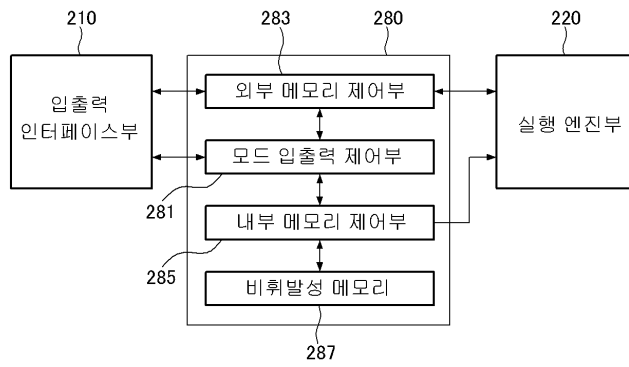 210
283
280
220
입출력
인터페이스부
외부 메모리 제어부
모드 입출력 제어부
281
내부 메모리 제어부
285
비휘발성 메모리
287
실행 엔진부